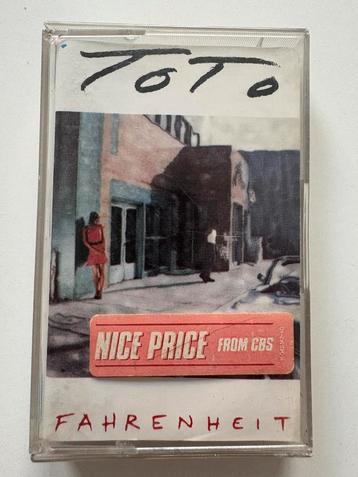 TOTO
NICE PRICE FROM CBS
FAHRENHEIT